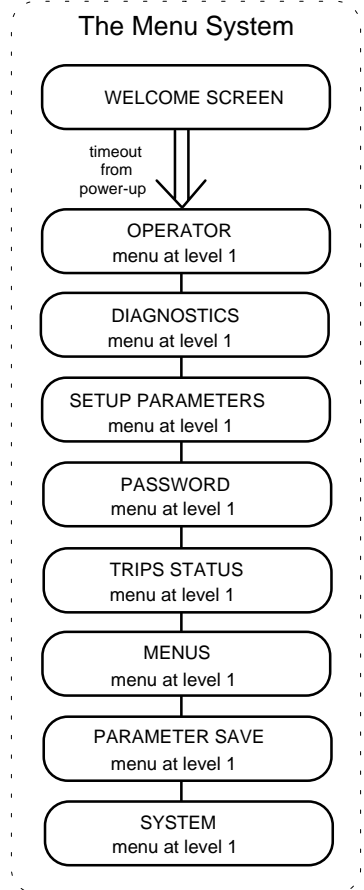 The Menu System
WELCOME SCREEN
timeout
from
power-up
OPERATOR
menu at level 1
DIAGNOSTICS
menu at level 1
SETUP PARAMETERS
menu at level 1
PASSWORD
menu at level 1
TRIPS STATUS
menu at level 1
MENUS
menu at level 1
PARAMETER SAVE
menu at level 1
SYSTEM
menu at level 1